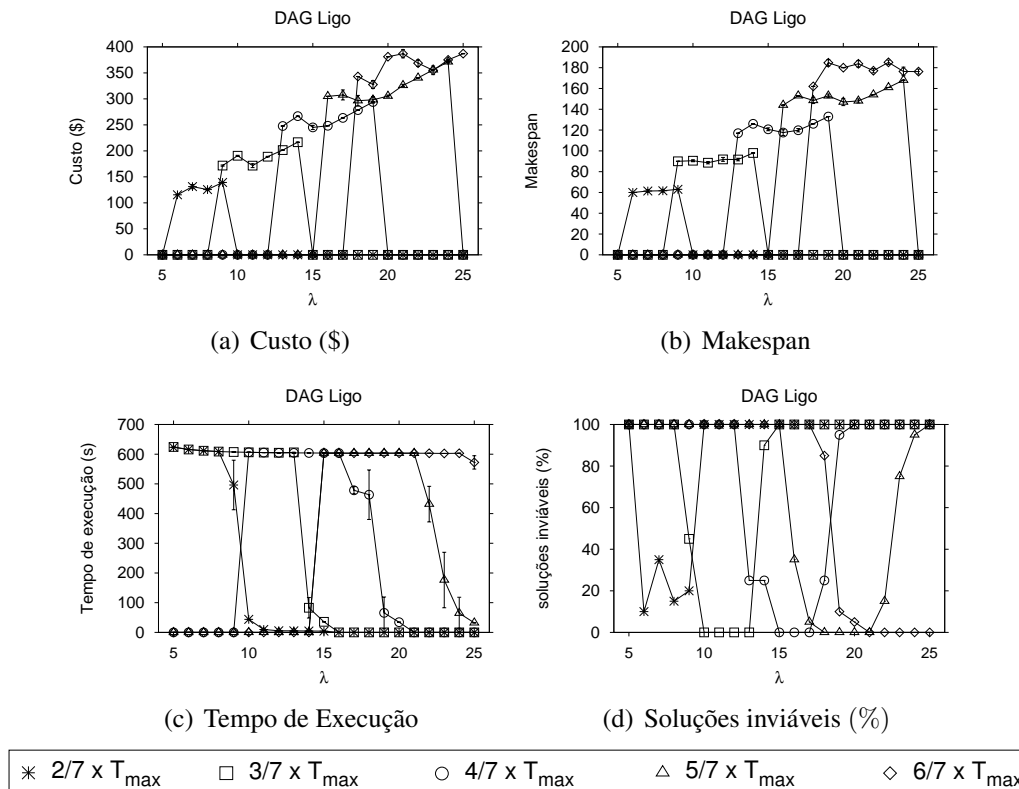 DAG Ligo
DAG Ligo
Custo ($)
400
350
300
250
200
150
100
50
0
5 10 15 20 25
λ
Makespan
200
180
160
140
120
100
80
60
40
20
0
5 10 15 20 25
λ
(a) Custo ($)
(b) Makespan
DAG Ligo
DAG Ligo
Tempo de execução (s)
700
600
500
400
300
200
100
0
5 10 15 20 25
λ
soluções inviáveis (%)
100
80
60
40
20
0
5 10 15 20 25
λ
(c) Tempo de Execução
(d) Soluções inviáveis (%)
2/7 x Tmax 3/7 x Tmax 4/7 x Tmax 5/7 x Tmax 6/7 x Tmax